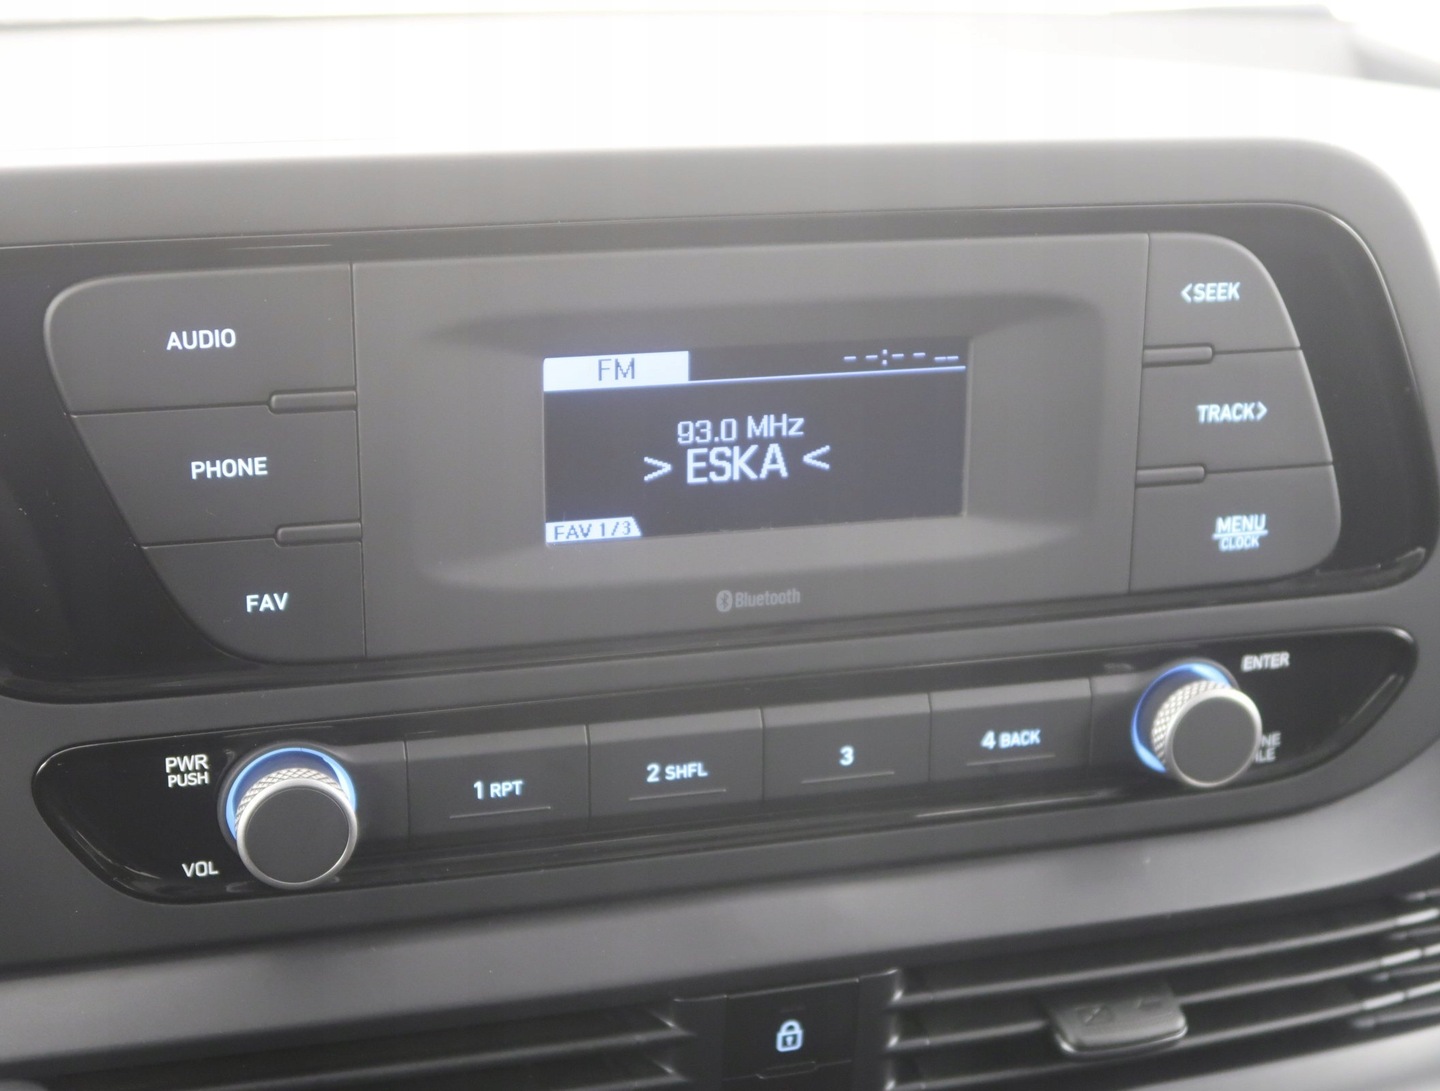 AUDIO
PHONE
FAV
FM
--:-- --
93.0 MHz
> ESKA <
FAV 1/3
Bluetooth
<SEEK
TRACK>
MENU
CLOCK
PWR
PUSH
VOL
1 RPT
2 SHFL
3
4 BACK
ENTER